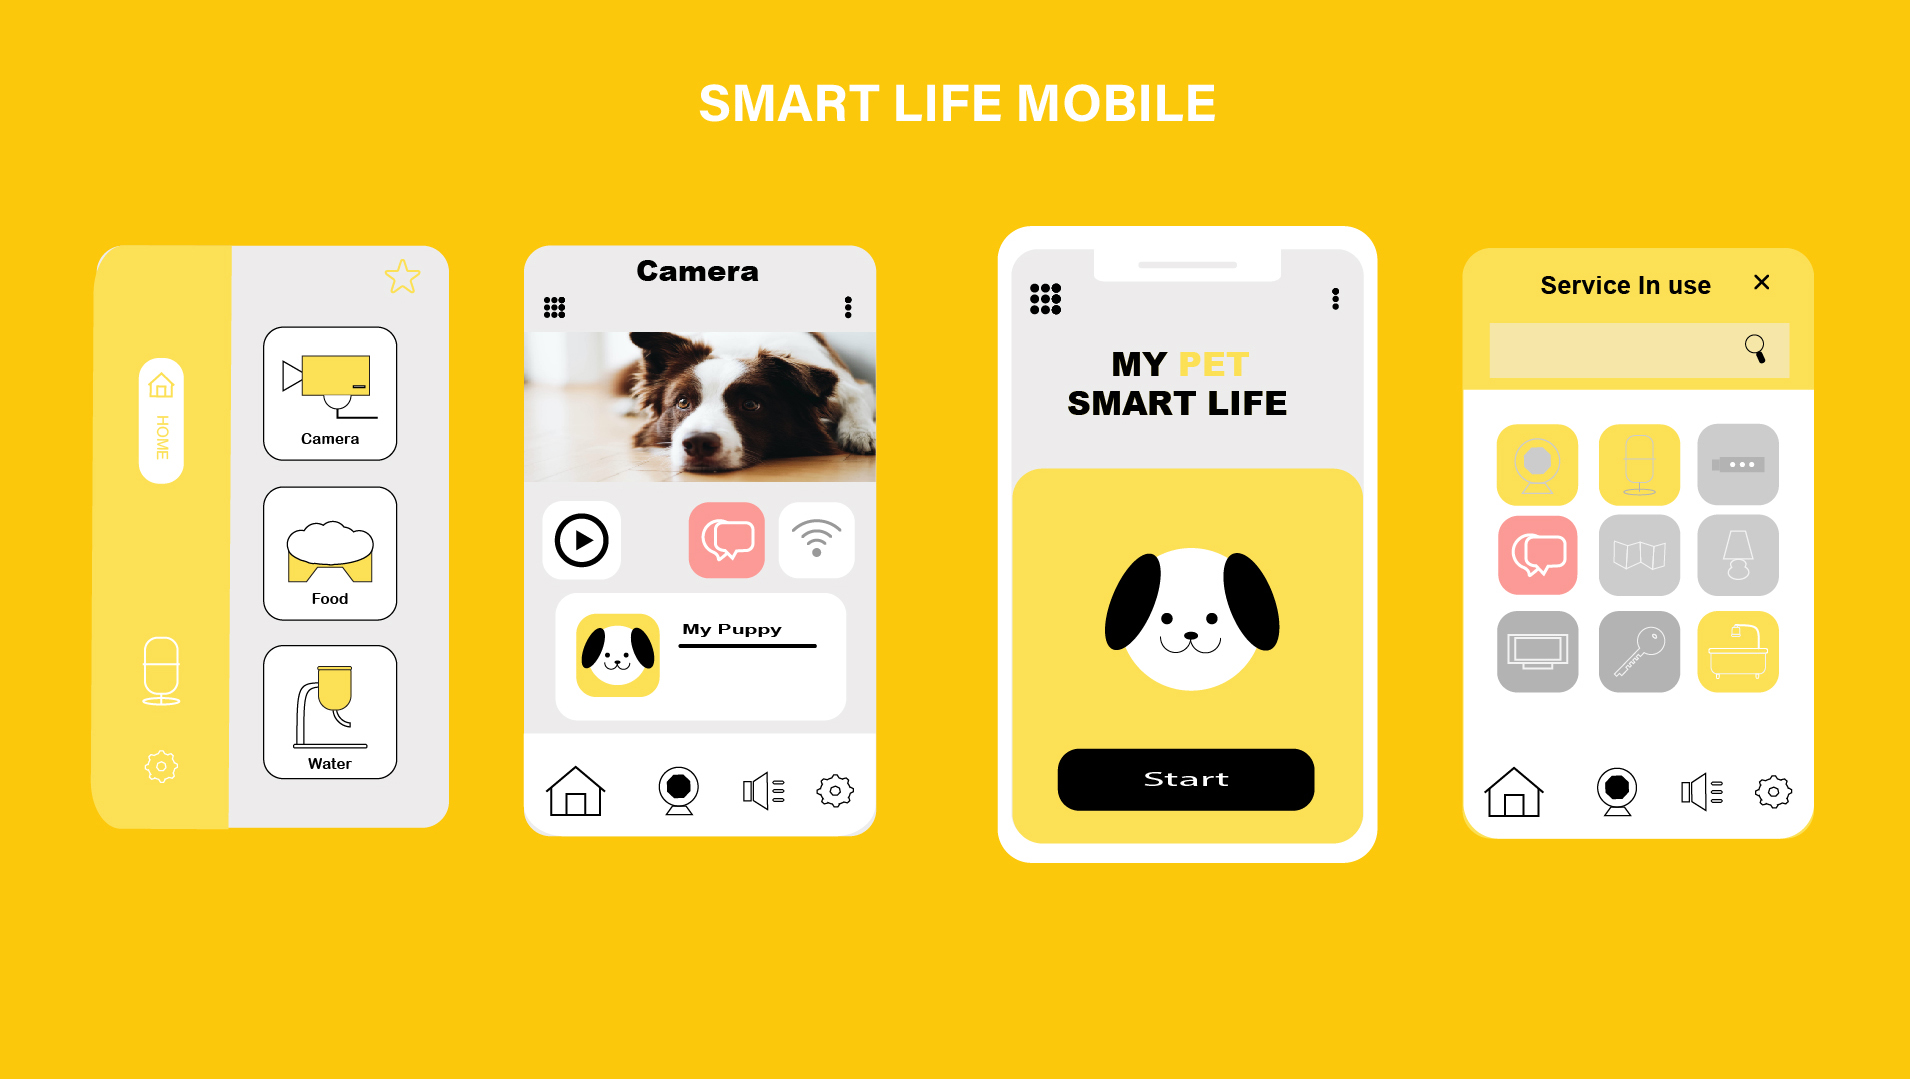 SMART LIFE MOBILE
HOME
Camera
Food
Water
Camera
My Puppy
MY PET
SMART LIFE
Start
Service In use